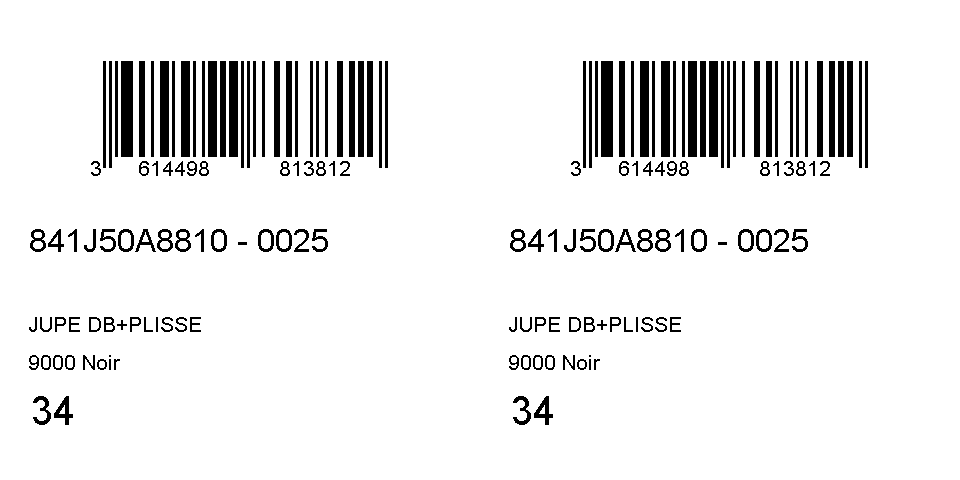 3 614498 813812
841J50A8810 - 0025
JUPE DB+PLISSE
9000 Noir
34
3 614498 813812
841J50A8810 - 0025
JUPE DB+PLISSE
9000 Noir
34